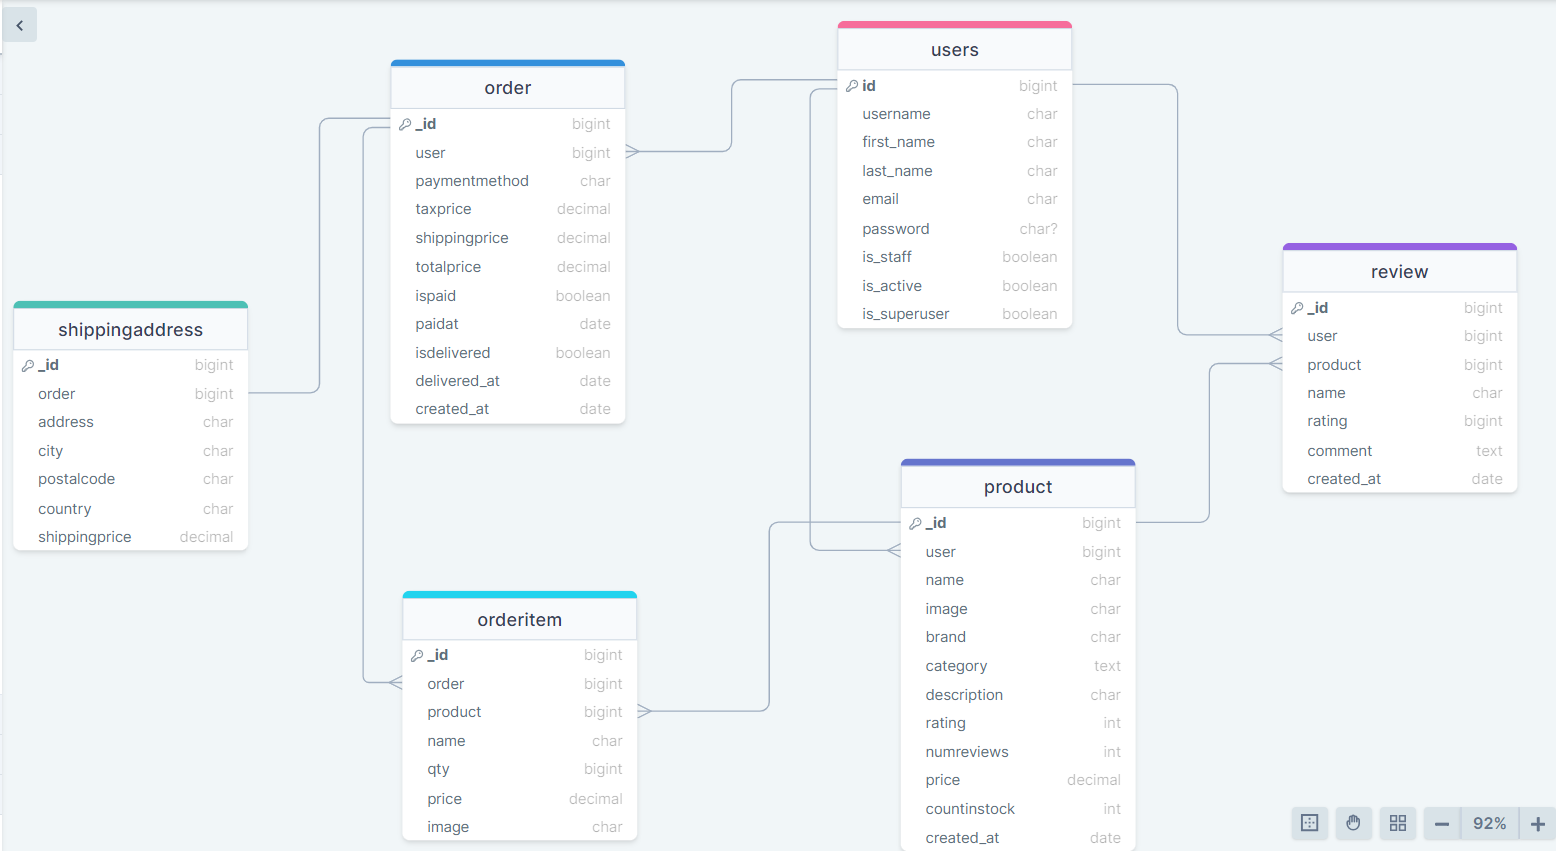 order
_id bigint
user bigint
paymentmethod char
taxprice decimal
shippingprice decimal
totalprice decimal
ispaid boolean
paidat date
isdelivered boolean
delivered_at date
created_at date
users
id bigint
username char
first_name char
last_name char
email char
password char?
is_staff boolean
is_active boolean
is_superuser boolean
review
_id bigint
user bigint
product bigint
name char
rating bigint
comment text
created_at date
shippingaddress
_id bigint
order bigint
address char
city char
postalcode char
country char
shippingprice decimal
product
_id bigint
user bigint
name char
image char
brand char
category text
description char
rating int
numreviews int
price decimal
countinstock int
created_at date
orderitem
_id bigint
order bigint
product bigint
name char
qty bigint
price decimal
image char
92%